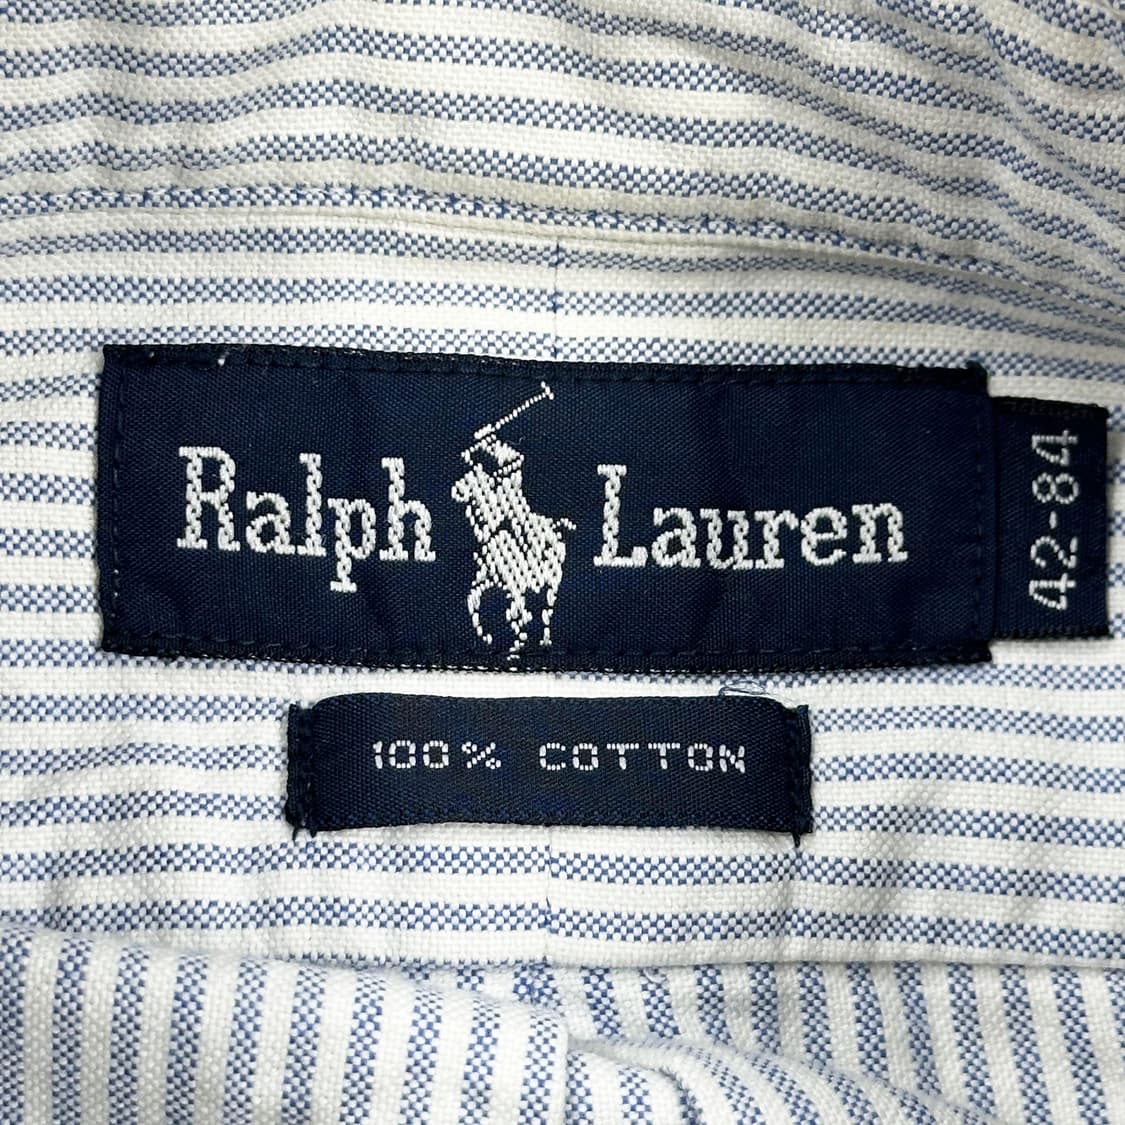 Ralph Lauren
42-84
100% COTTON